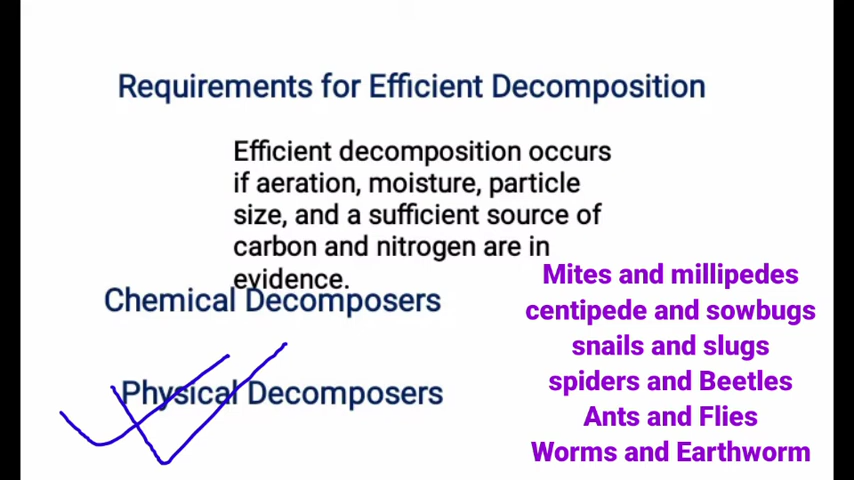 Requirements for Efficient Decomposition
Efficient decomposition occurs
if aeration, moisture, particle
size, and a sufficient source of
carbon and nitrogen are in
evidence.
Chemical Decomposers
Physical Decomposers
Mites and millipedes
centipede and sowbugs
snails and slugs
spiders and Beetles
Ants and Flies
Worms and Earthworm